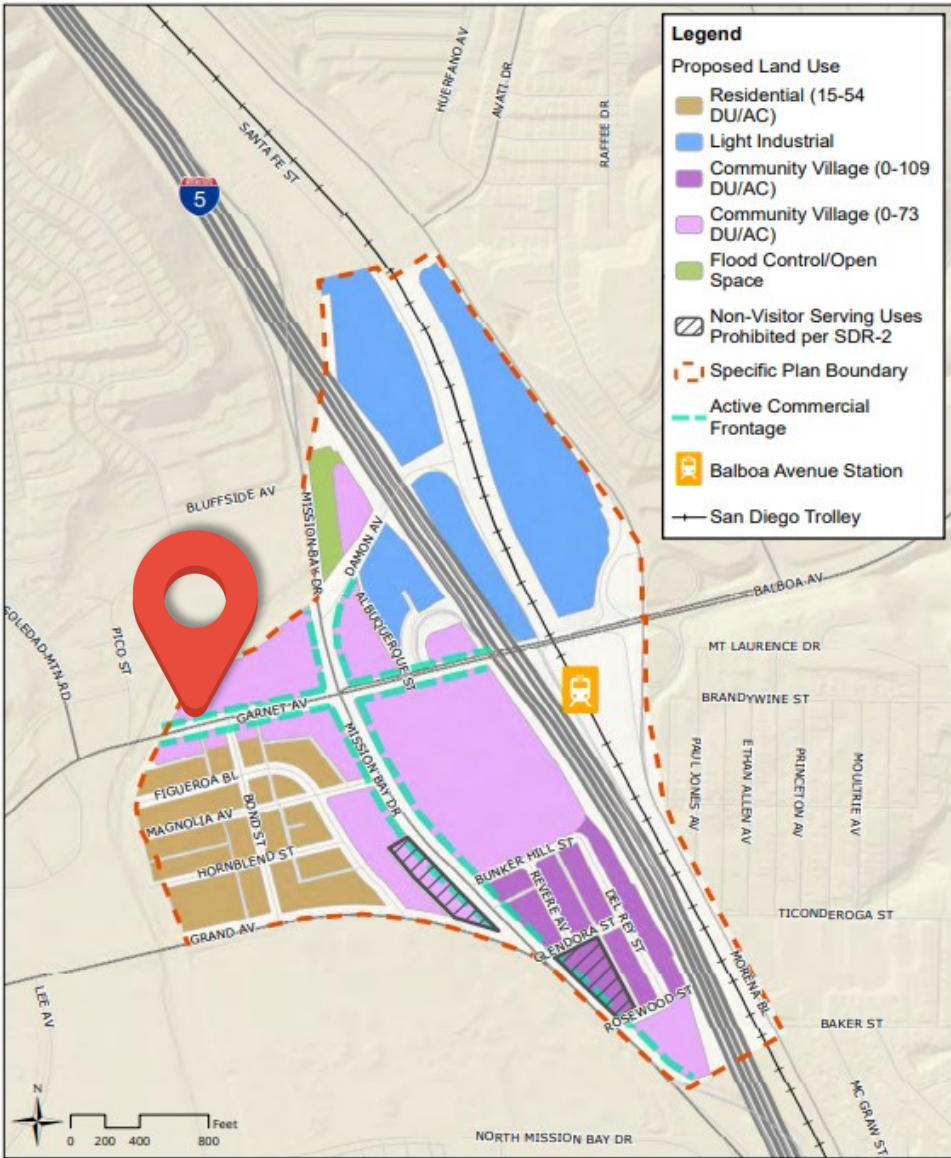 Legend
Proposed Land Use
Residential (15-54
DU/AC)
Light Industrial
Community Village (0-109
DU/AC)
Community Village (0-73
DU/AC)
Flood Control/Open
Space
Non-Visitor Serving Uses
Prohibited per SDR-2
Specific Plan Boundary
Active Commercial
Frontage
Balboa Avenue Station
San Diego Trolley
HUERFANO AV
AVATI DR
RAFFEE DR
SANTA FE ST
5
BLUFFSIDE AV
MISSION BAY DR
DAMON AV
ALBUQUERQUE ST
BALBOA AV
SOLEDAD MTN RD
PICO ST
MT LAURENCE DR
BRANDYWINE ST
GARNET AV
MISSION BAY DR
PAUL JONES AV
ETHAN ALLEN AV
PRINCETON AV
MOULTRIE AV
FIGUEROA BL
BOND ST
MAGNOLIA AV
HORNBLEND ST
BUNKER HILL ST
REVERE AV
DEL REY ST
GLENDORA ST
TICONDEROGA ST
GRAND AV
LEE AV
ROSEWOOD ST
MORENA BL
BAKER ST
MC GRAW ST
N
0 200 400 800
Feet
NORTH MISSION BAY DR